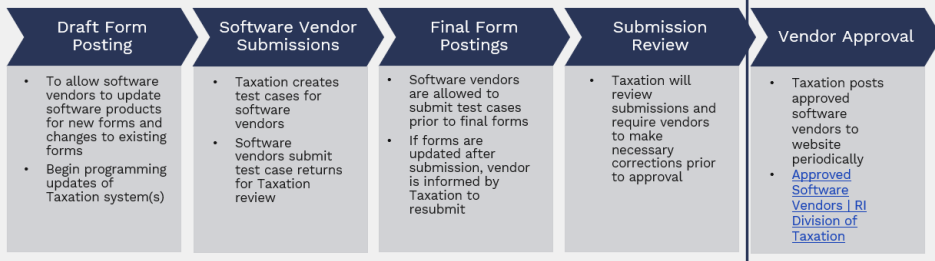 Draft Form
Posting
• To allow software
vendors to update
software products
for new forms and
changes to existing
forms
• Begin programming
updates of
Taxation system(s)
Software Vendor
Submissions
• Taxation creates
test cases for
software
vendors
• Software
vendors submit
test case returns
for Taxation
review
Final Form
Postings
• Software vendors
are allowed to
submit test cases
prior to final forms
• If forms are
updated after
submission, vendor
is informed by
Taxation to
resubmit
Submission
Review
• Taxation will
review
submissions and
require vendors
to make
necessary
corrections prior
to approval
Vendor Approval
• Taxation posts
approved
software
vendors to
website
periodically
• Approved
Software
Vendors | RI
Division of
Taxation